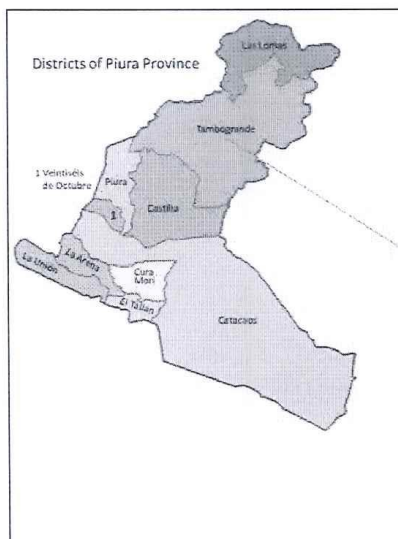 Districts of Piura Province
Las Lomas
Tambogrande
1 Veintiséis
de Octubre
Piura
1
Castilla
La Arena
La Unión
Cura
Mori
El Tallán
Catacaos